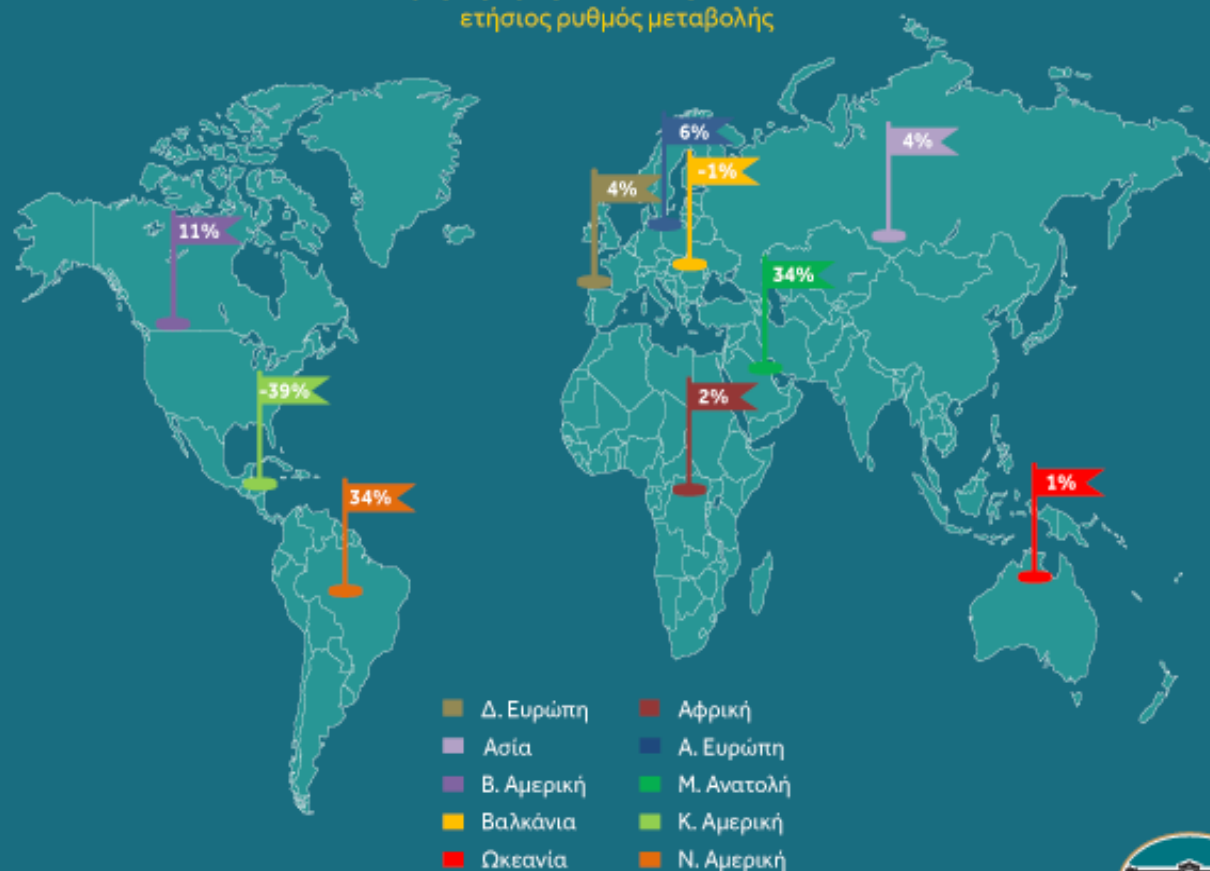 ετήσιος ρυθμός μεταβολής
6%
4%
-1%
4%
11%
34%
-39%
2%
34%
1%
Δ. Ευρώπη
Αφρική
Ασία
Α. Ευρώπη
Β. Αμερική
Μ. Ανατολή
Βαλκάνια
Κ. Αμερική
Ωκεανία
Ν. Αμερική